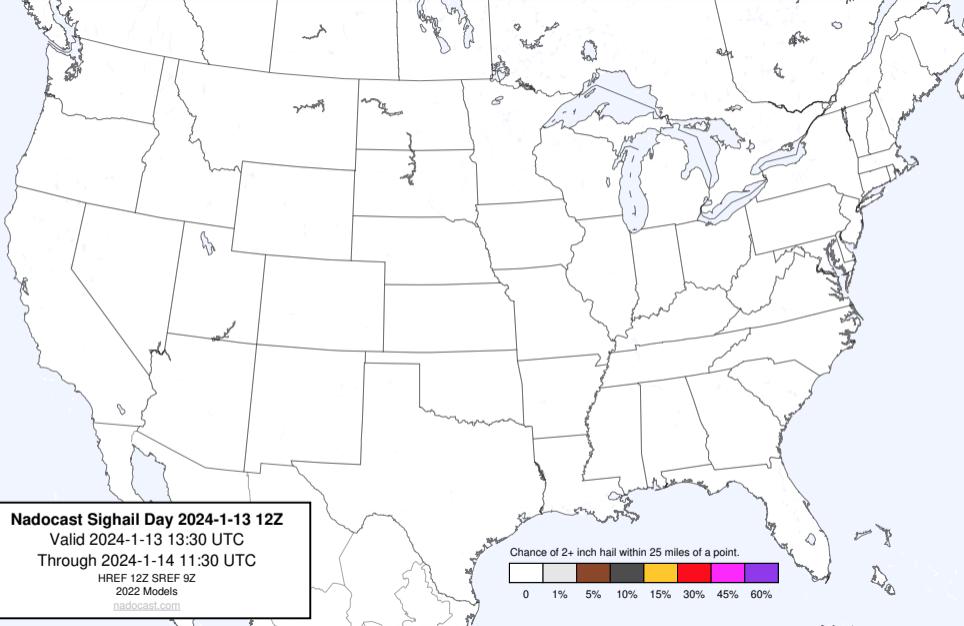 Nadocast Sighail Day 2024-1-13 12Z
Valid 2024-1-13 13:30 UTC
Through 2024-1-14 11:30 UTC
HREF 12Z SREF 9Z
2022 Models
nadocast.com
Chance of 2+ inch hail within 25 miles of a point.
0 1% 5% 10% 15% 30% 45% 60%